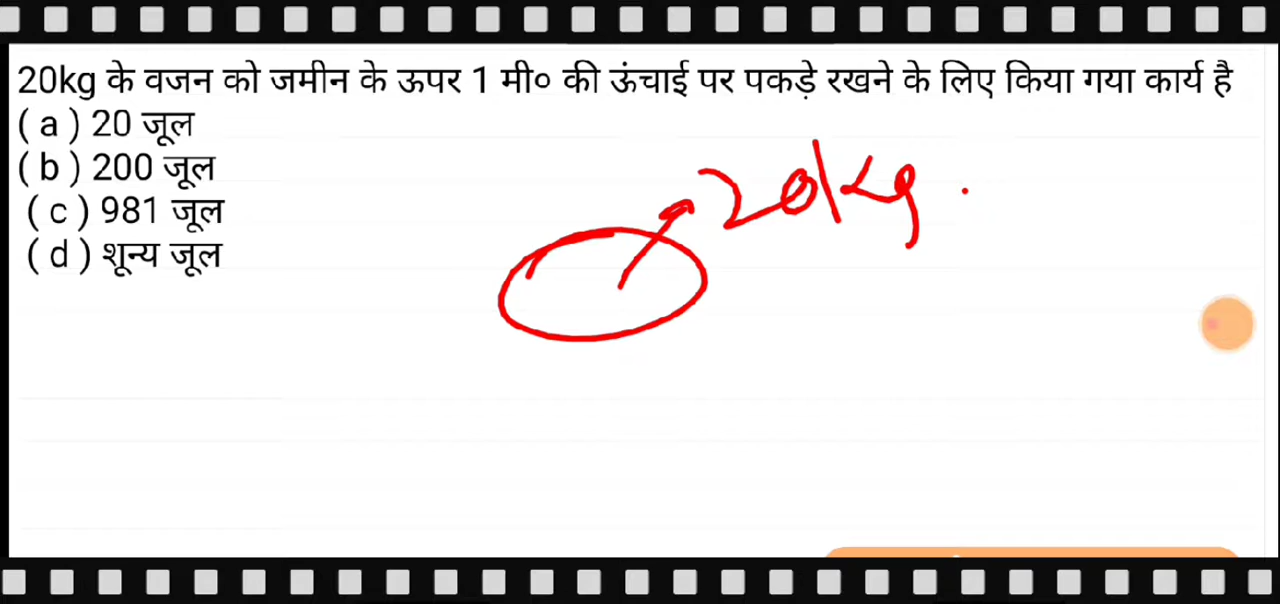 20kg के वजन को जमीन के ऊपर 1 मी० की ऊंचाई पर पकड़े रखने के लिए किया गया कार्य है
( a ) 20 जूल
( b ) 200 जूल
( c ) 981 जूल
( d ) शून्य जूल
20kg.